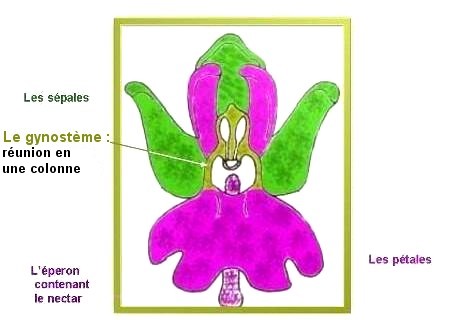 Les sépales
Le gynostème :
réunion en
une colonne
Les pétales
L'éperon
contenant
le nectar